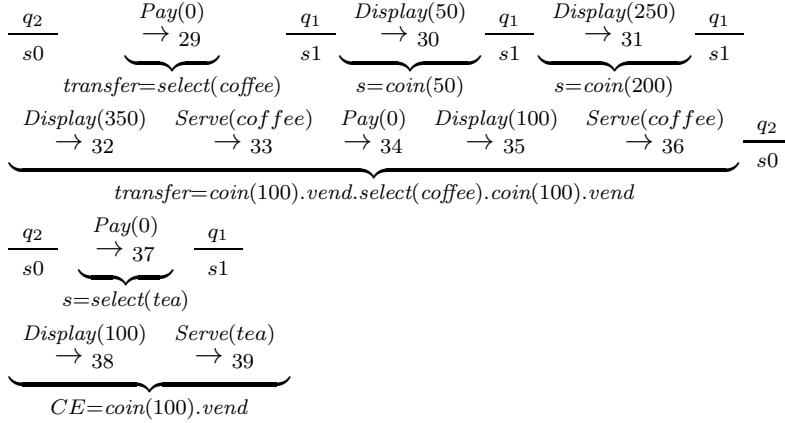 q2 Pay(0) q1 Display(50) q1 Display(250) q1
→ 29 → 30 → 31
s0 s1 s1 s1
transfer=select(coffee) s=coin(50) s=coin(200)
Display(350) Serve(coffee) Pay(0) Display(100) Serve(coffee) q2
→ 32 → 33 → 34 → 35 → 36
s0
transfer=coin(100).vend.select(coffee).coin(100).vend
q2 Pay(0) q1
→ 37
s0 s1
s=select(tea)
Display(100) Serve(tea)
→ 38 → 39
CE=coin(100).vend